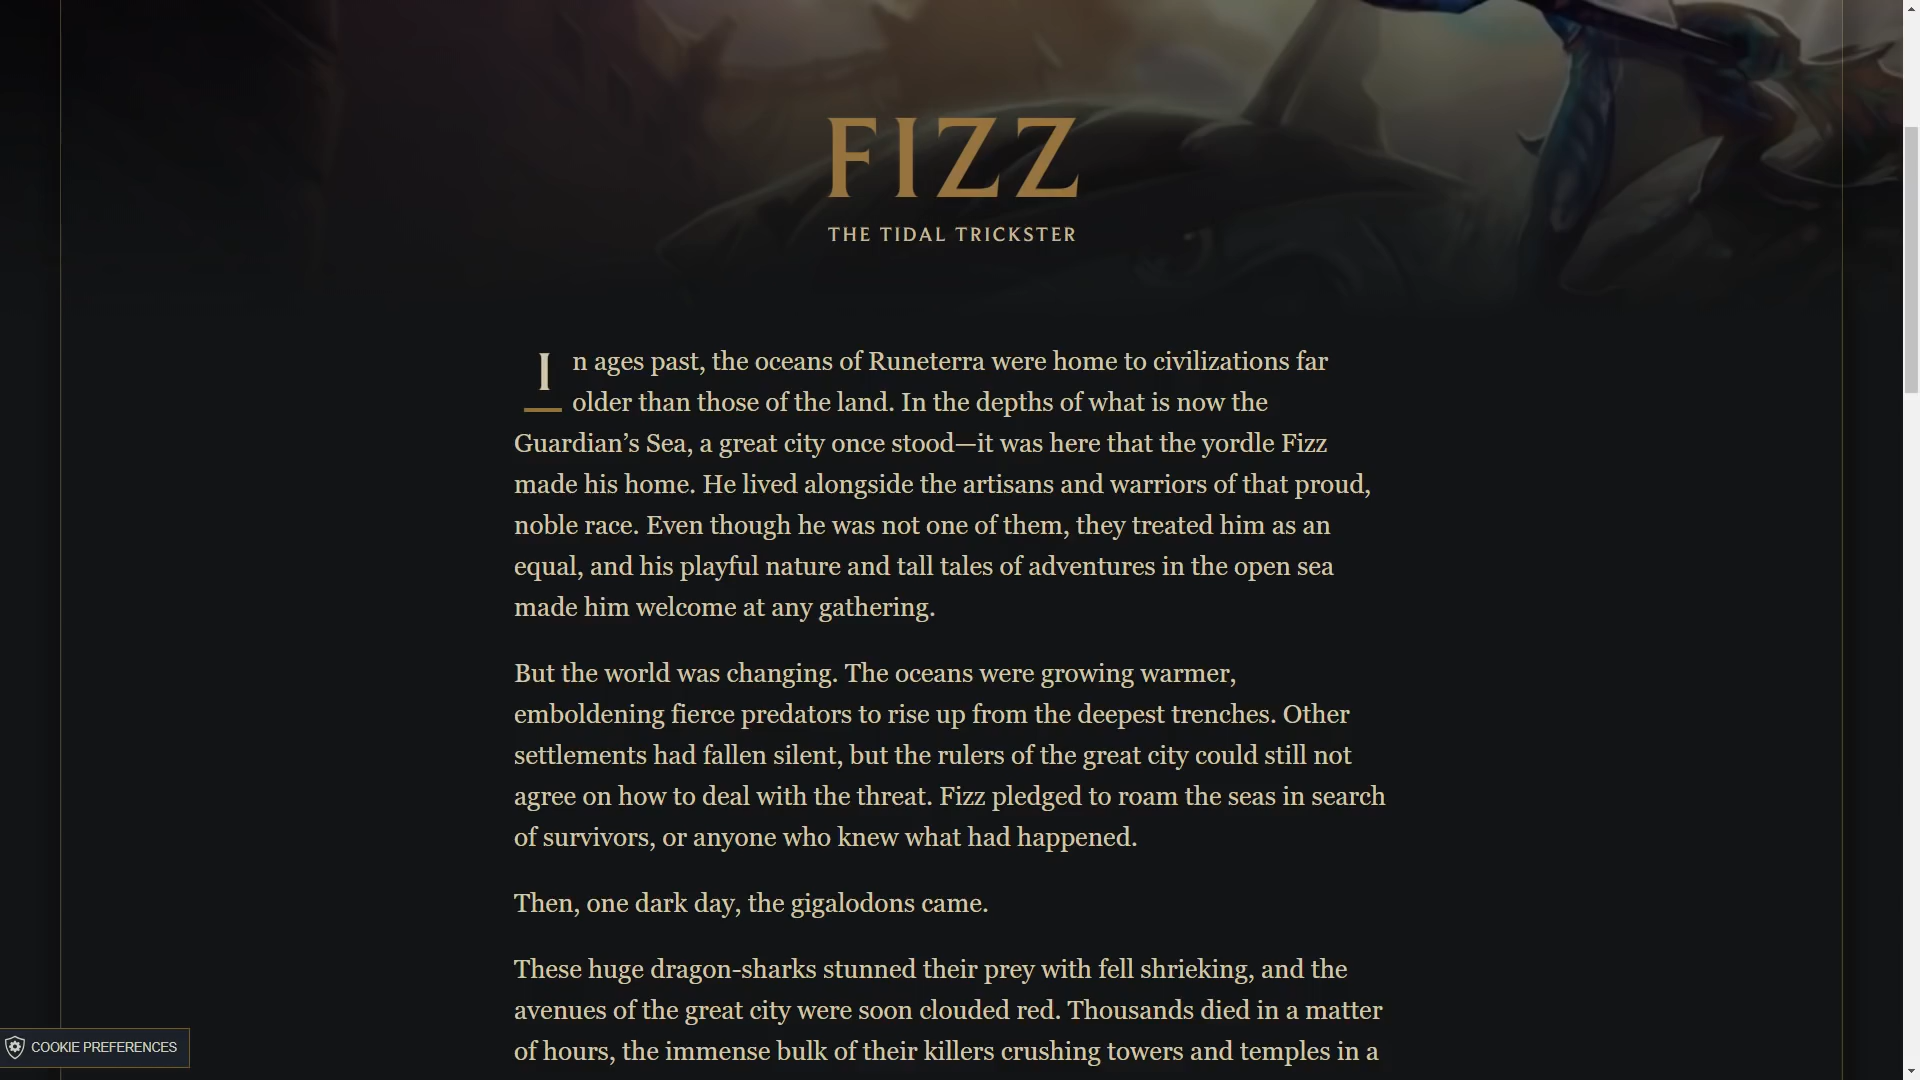 FIZZ
THE TIDAL TRICKSTER
In ages past, the oceans of Runeterra were home to civilizations far
older than those of the land. In the depths of what is now the
Guardian’s Sea, a great city once stood—it was here that the yordle Fizz
made his home. He lived alongside the artisans and warriors of that proud,
noble race. Even though he was not one of them, they treated him as an
equal, and his playful nature and tall tales of adventures in the open sea
made him welcome at any gathering.
But the world was changing. The oceans were growing warmer,
emboldening fierce predators to rise up from the deepest trenches. Other
settlements had fallen silent, but the rulers of the great city could still not
agree on how to deal with the threat. Fizz pledged to roam the seas in search
of survivors, or anyone who knew what had happened.
Then, one dark day, the gigalodons came.
These huge dragon-sharks stunned their prey with fell shrieking, and the
avenues of the great city were soon clouded red. Thousands died in a matter
of hours, the immense bulk of their killers crushing towers and temples in a
COOKIE PREFERENCES